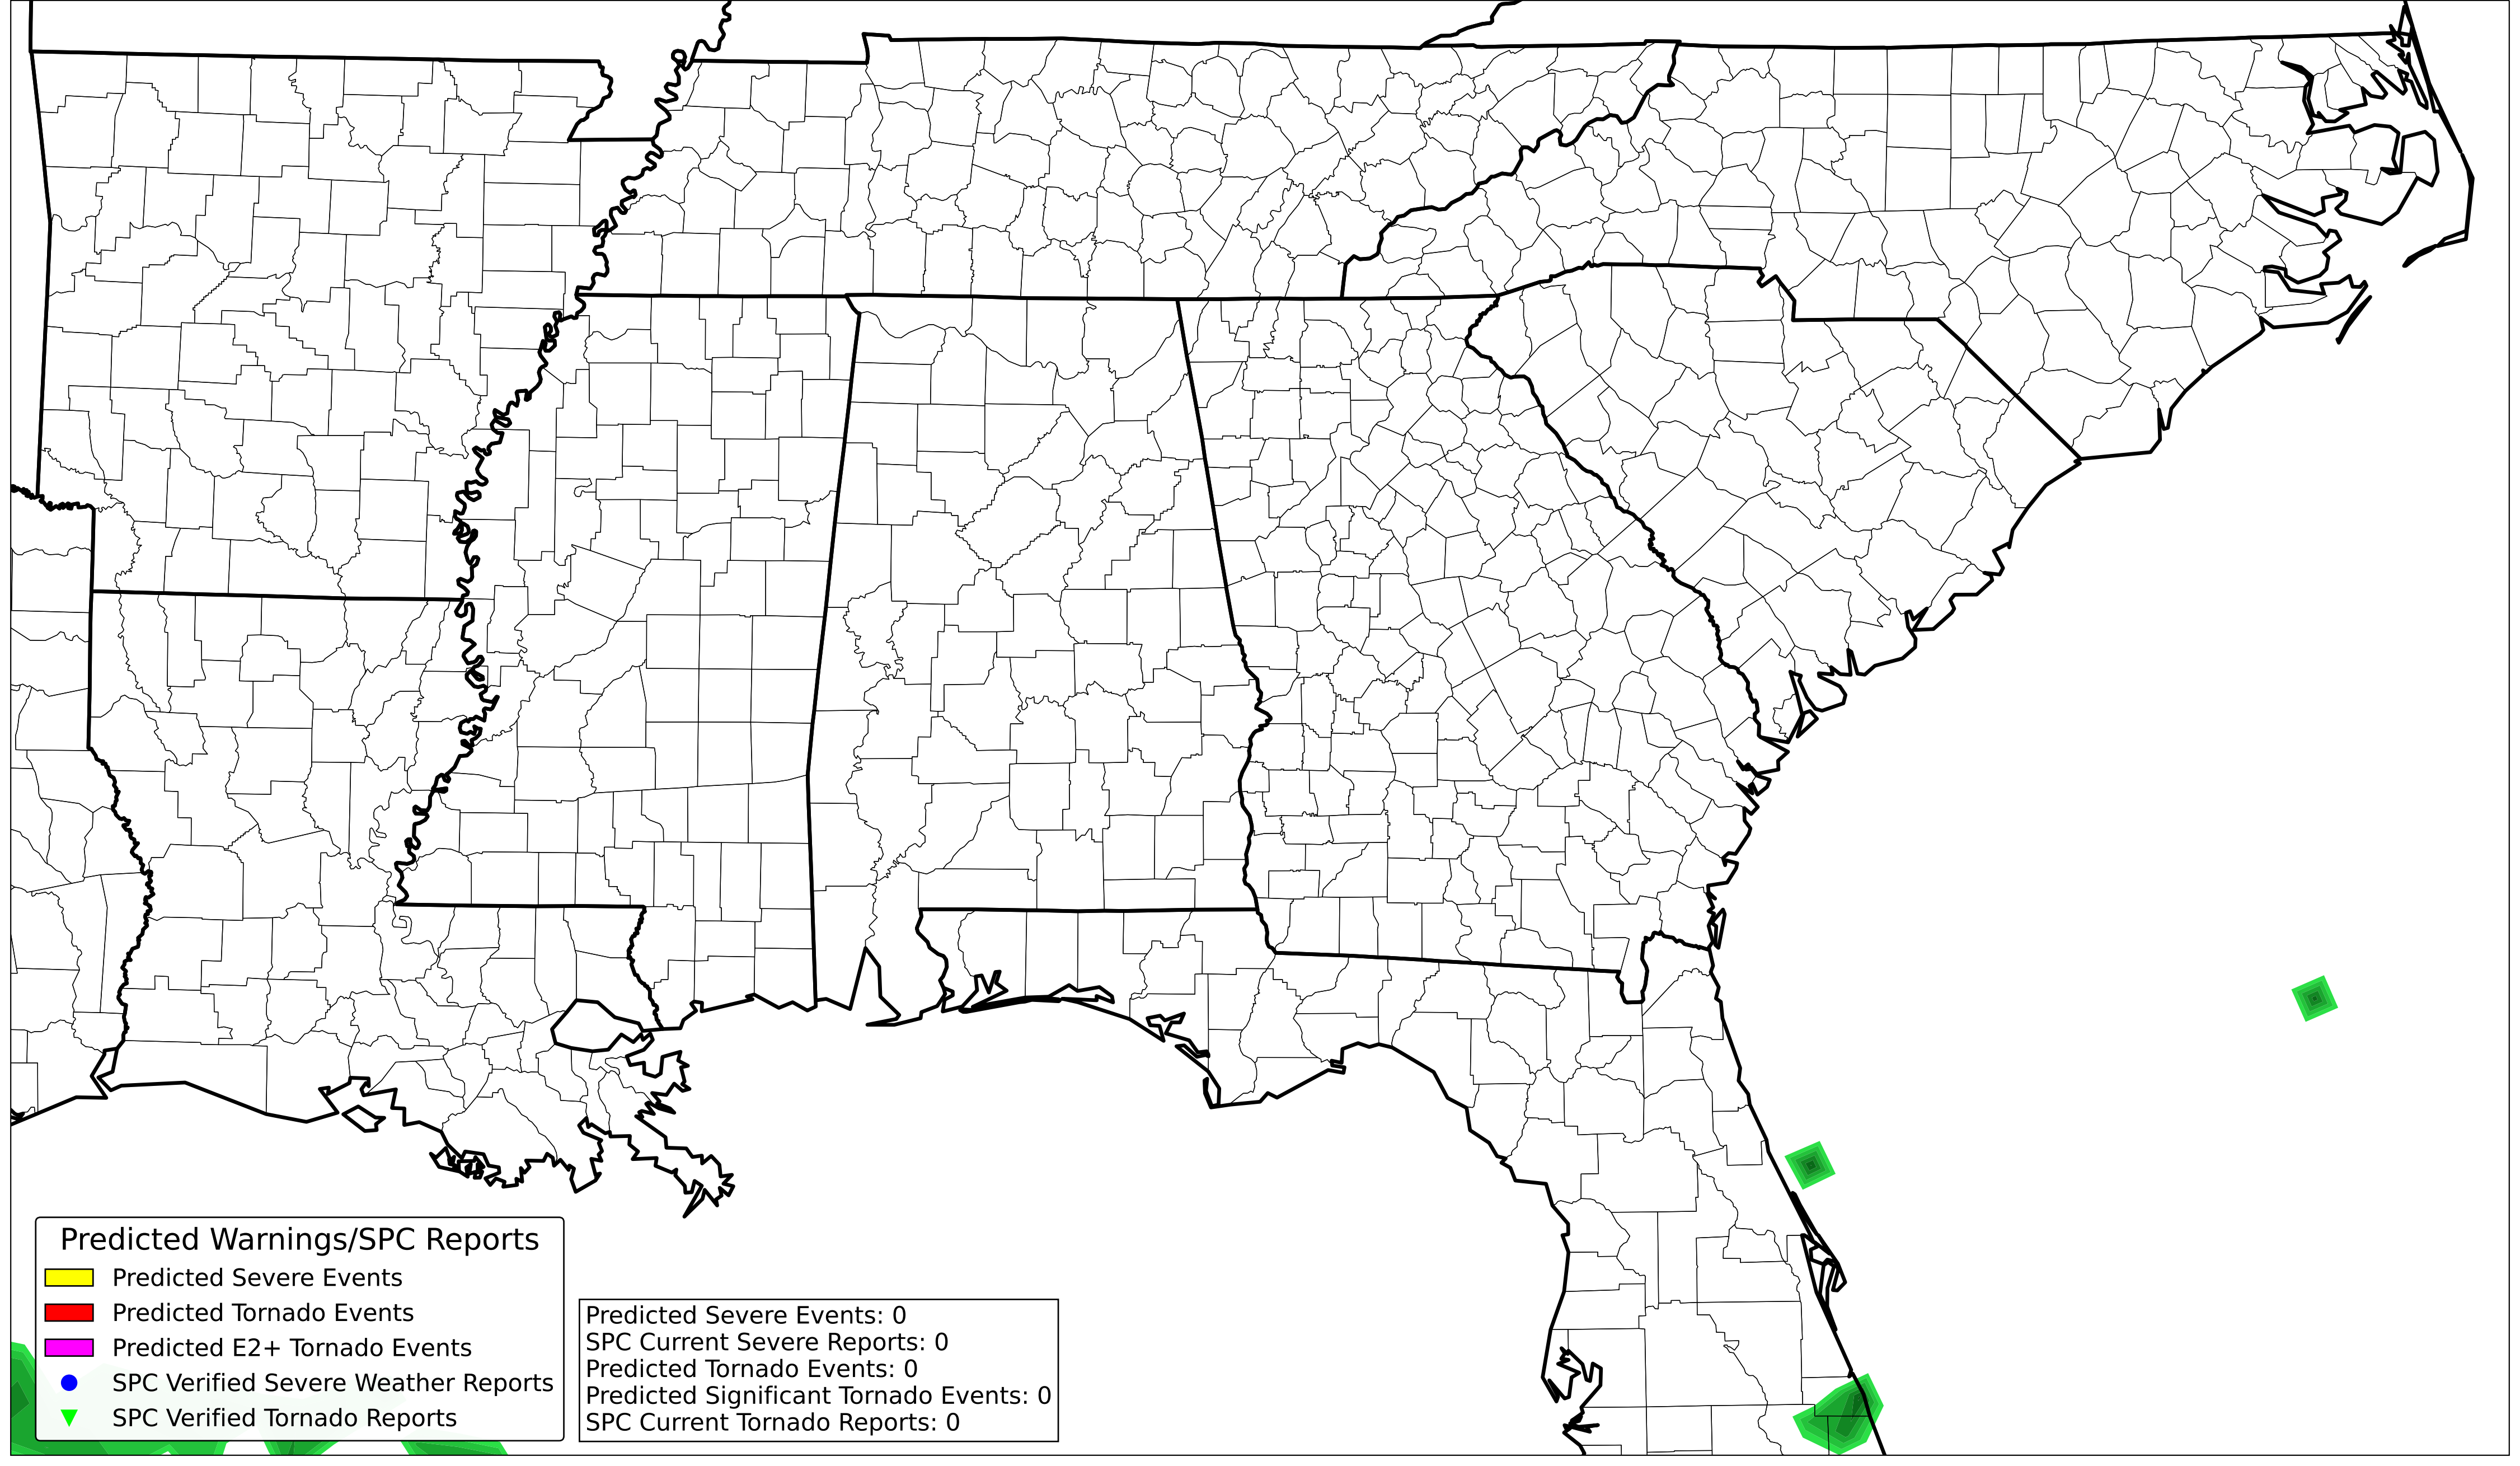 Predicted Warnings/SPC Reports
Predicted Severe Events
Predicted Tornado Events
Predicted E2+ Tornado Events
SPC Verified Severe Weather Reports
SPC Verified Tornado Reports
Predicted Severe Events: 0
SPC Current Severe Reports: 0
Predicted Tornado Events: 0
Predicted Significant Tornado Events: 0
SPC Current Tornado Reports: 0